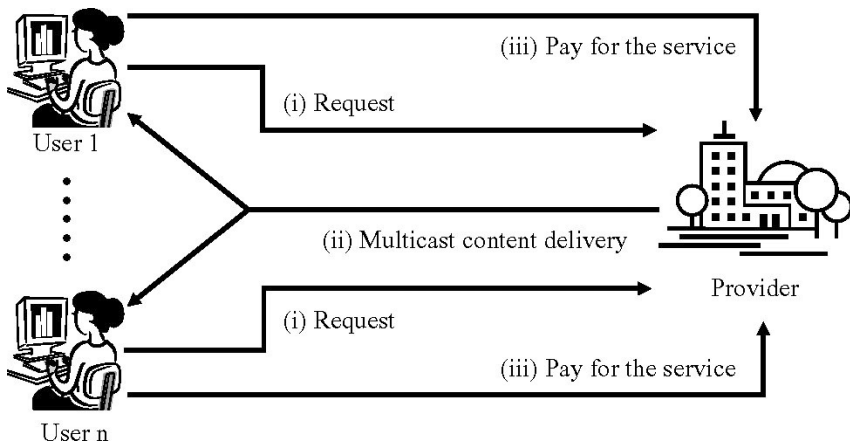 (iii) Pay for the service
(i) Request
User 1
(ii) Multicast content delivery
Provider
(i) Request
(iii) Pay for the service
User n